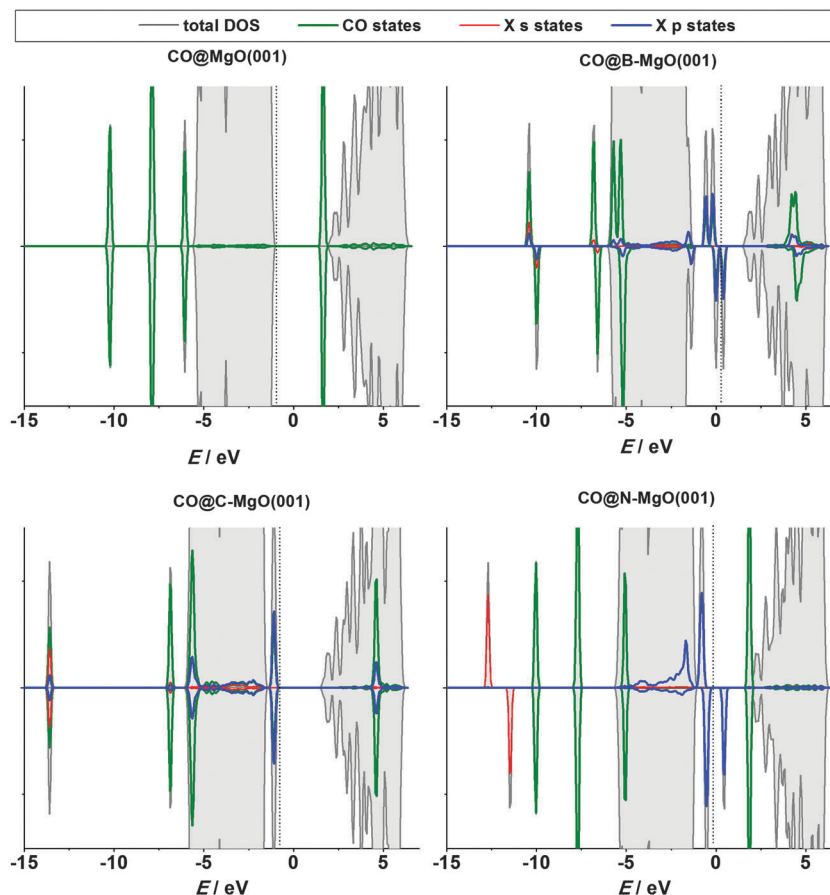 total DOS CO states X s states X p states
CO@MgO(001) CO@B-MgO(001)
-15 -10 -5 0 5 -15 -10 -5 0 5
E / eV E / eV
CO@C-MgO(001) CO@N-MgO(001)
-15 -10 -5 0 5 -15 -10 -5 0 5
E / eV E / eV